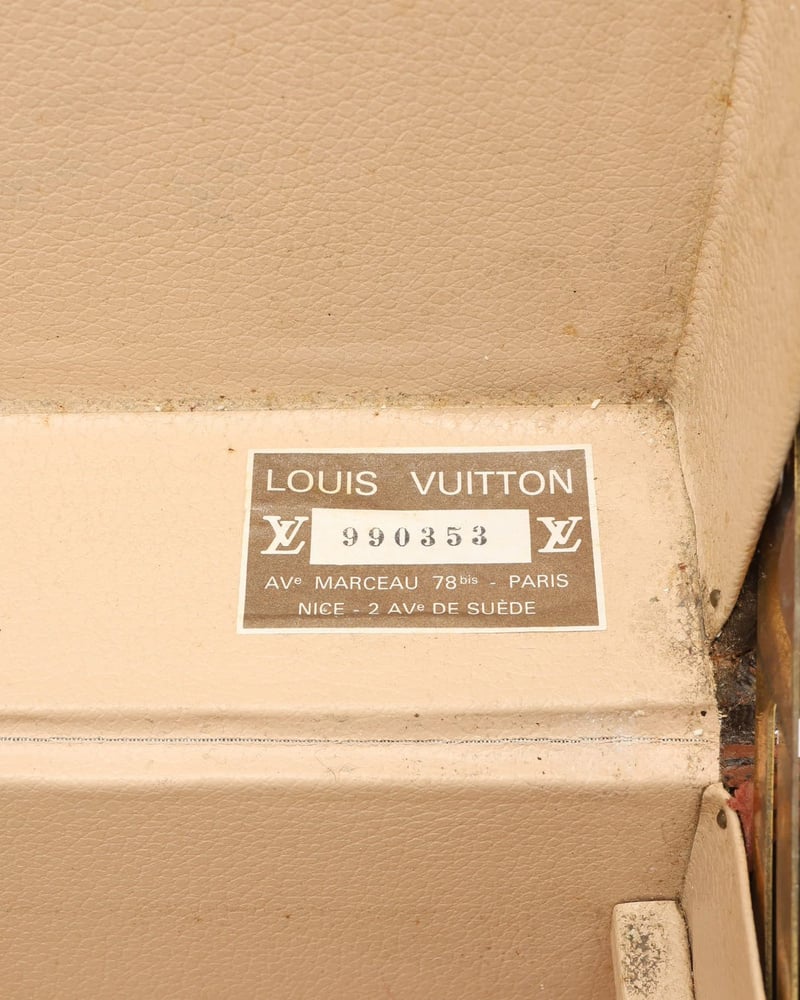 LOUIS VUITTON
LV 990353 LV
AVᵉ MARCEAU 78ᵇⁱˢ - PARIS
NICE - 2 AVᵉ DE SUÈDE